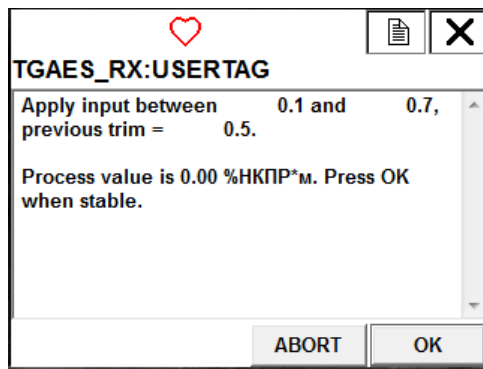 TGAES_RX:USERTAG
Apply input between 0.1 and 0.7,
previous trim = 0.5.
Process value is 0.00 %НКПР*м. Press OK
when stable.
ABORT OK